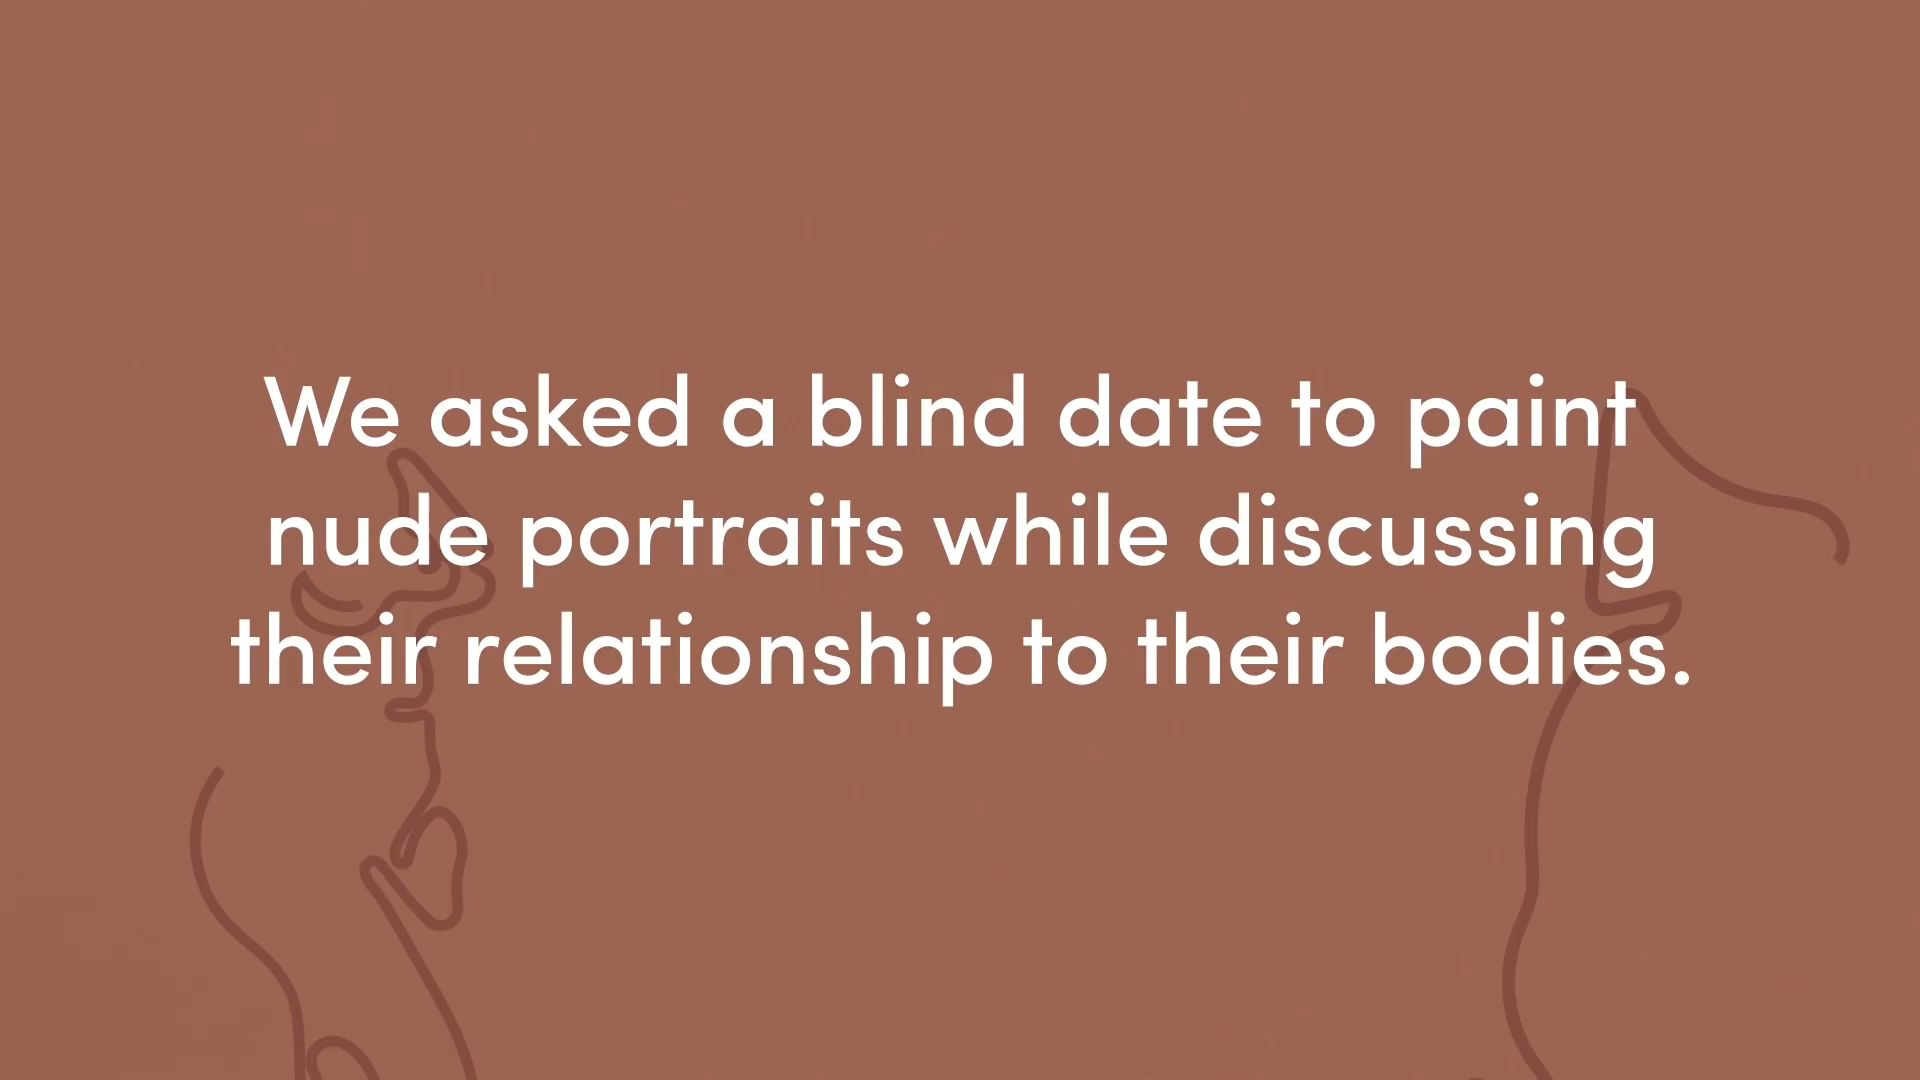 We asked a blind date to paint
nude portraits while discussing
their relationship to their bodies.